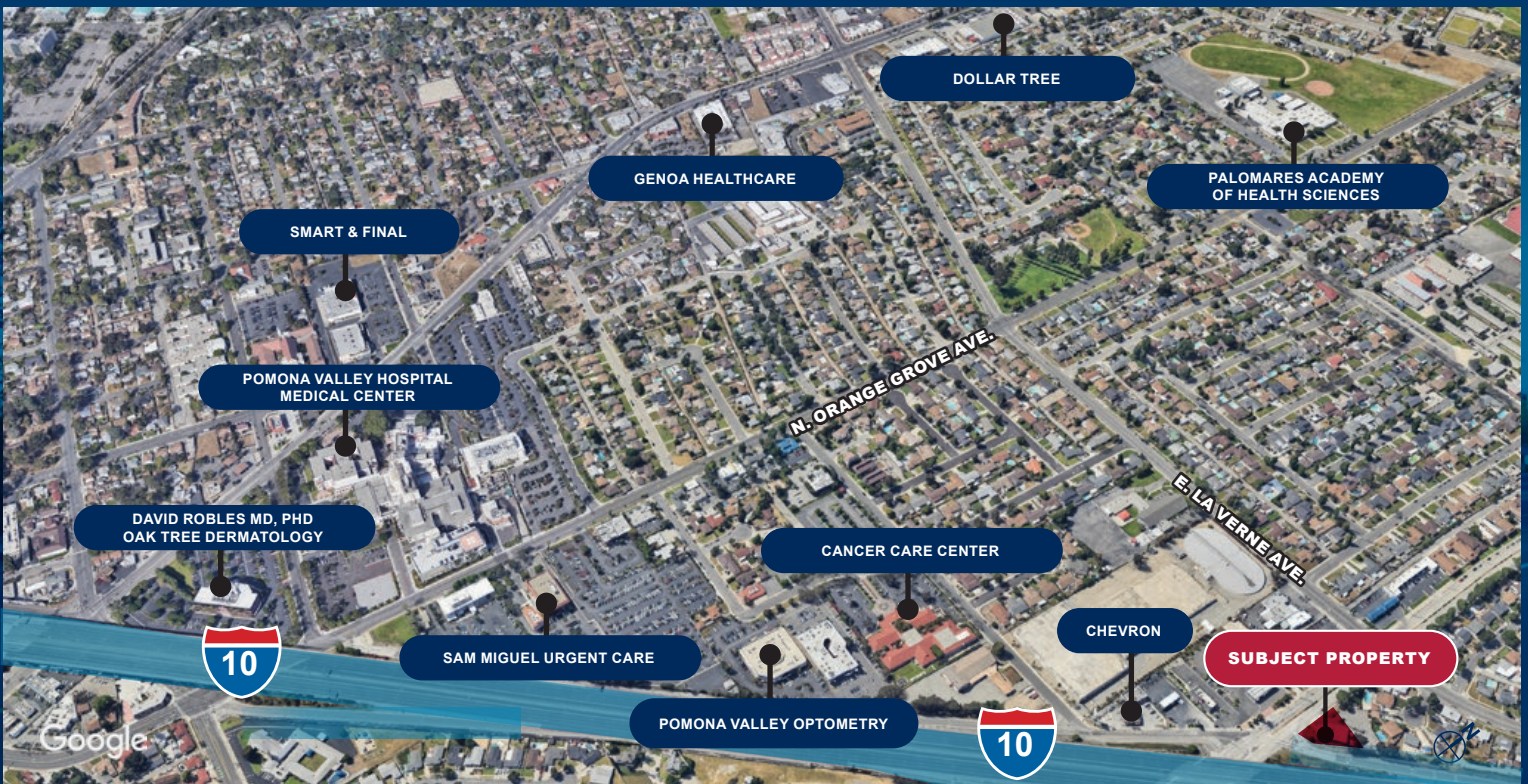 DOLLAR TREE
GENOA HEALTHCARE
PALOMARES ACADEMY
OF HEALTH SCIENCES
SMART & FINAL
POMONA VALLEY HOSPITAL
MEDICAL CENTER
N. ORANGE GROVE AVE.
E. LA VERNE AVE.
DAVID ROBLES MD, PHD
OAK TREE DERMATOLOGY
CANCER CARE CENTER
CHEVRON
SAM MIGUEL URGENT CARE
SUBJECT PROPERTY
10
POMONA VALLEY OPTOMETRY
10
Google